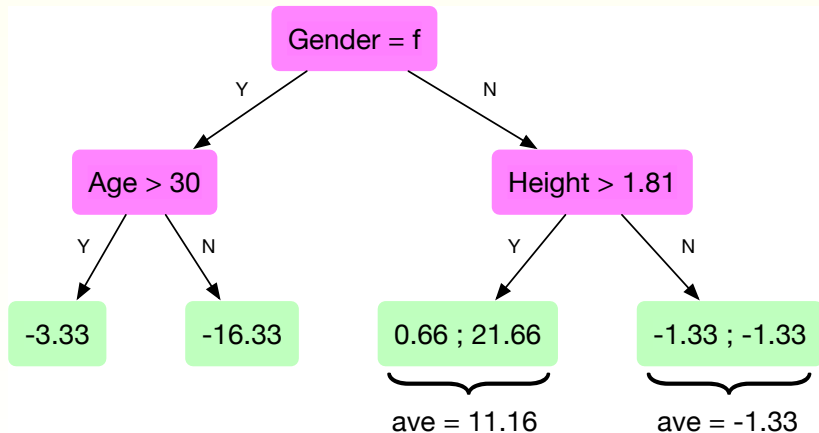 Gender = f
Y
N
Age > 30
Height > 1.81
Y
N
Y
N
-3.33
-16.33
0.66 ; 21.66
-1.33 ; -1.33
ave = 11.16
ave = -1.33